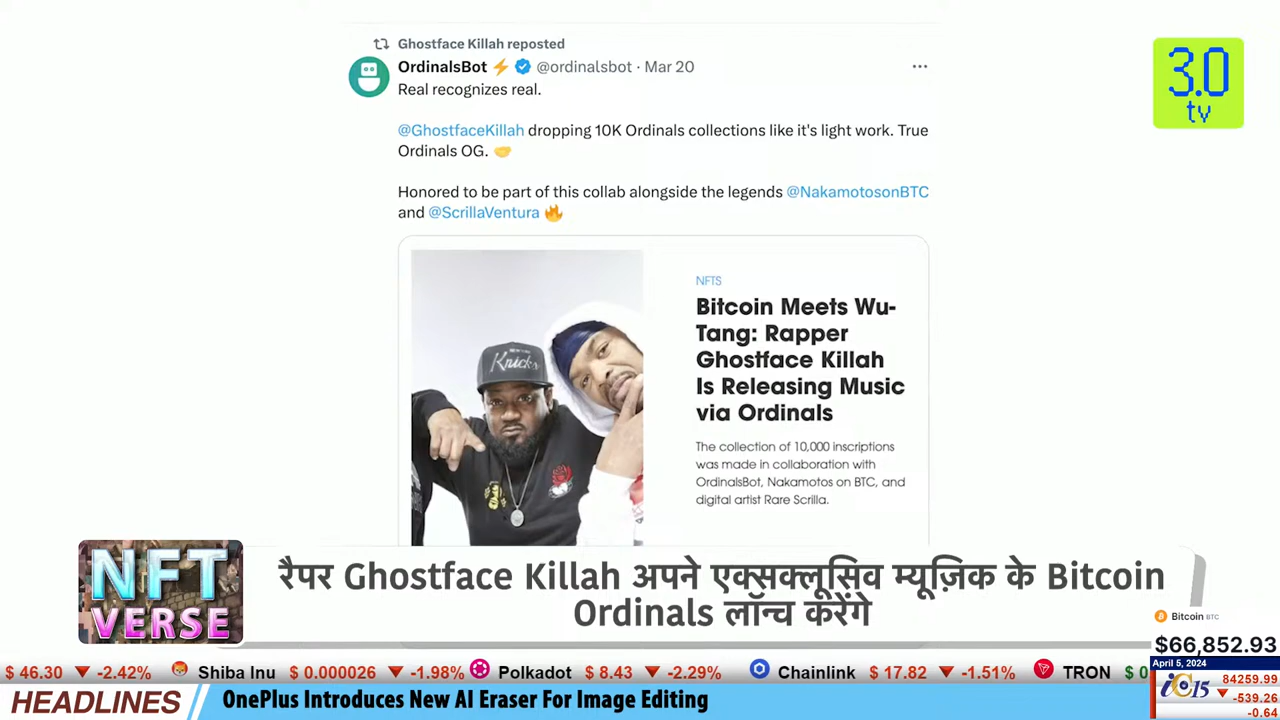 Ghostface Killah reposted
OrdinalsBot ⚡ @ordinalsbot · Mar 20
Real recognizes real.
@GhostfaceKillah dropping 10K Ordinals collections like it's light work. True
Ordinals OG. 🤝
Honored to be part of this collab alongside the legends @NakamotosonBTC
and @ScrillaVentura 🔥
3.0
tv
NFTS
Bitcoin Meets Wu-
Tang: Rapper
Ghostface Killah
Is Releasing Music
via Ordinals
The collection of 10,000 inscriptions
was made in collaboration with
OrdinalsBot, Nakamotos on BTC, and
digital artist Rare Scrilla.
Knicks
NFT
VERSE
रैपर Ghostface Killah अपने एक्सक्लूसिव म्यूज़िक के Bitcoin
Ordinals लॉन्च करेंगे
Bitcoin BTC
$66,852.93
$ 46.30 ▼ -2.42% Shiba Inu $ 0.000026 ▼ -1.98% Polkadot $ 8.43 ▼ -2.29% Chainlink $ 17.82 ▼ -1.51% TRON $ 0
April 5, 2024
ic15
84259.99
▼ -539.26
-0.64
HEADLINES
OnePlus Introduces New AI Eraser For Image Editing